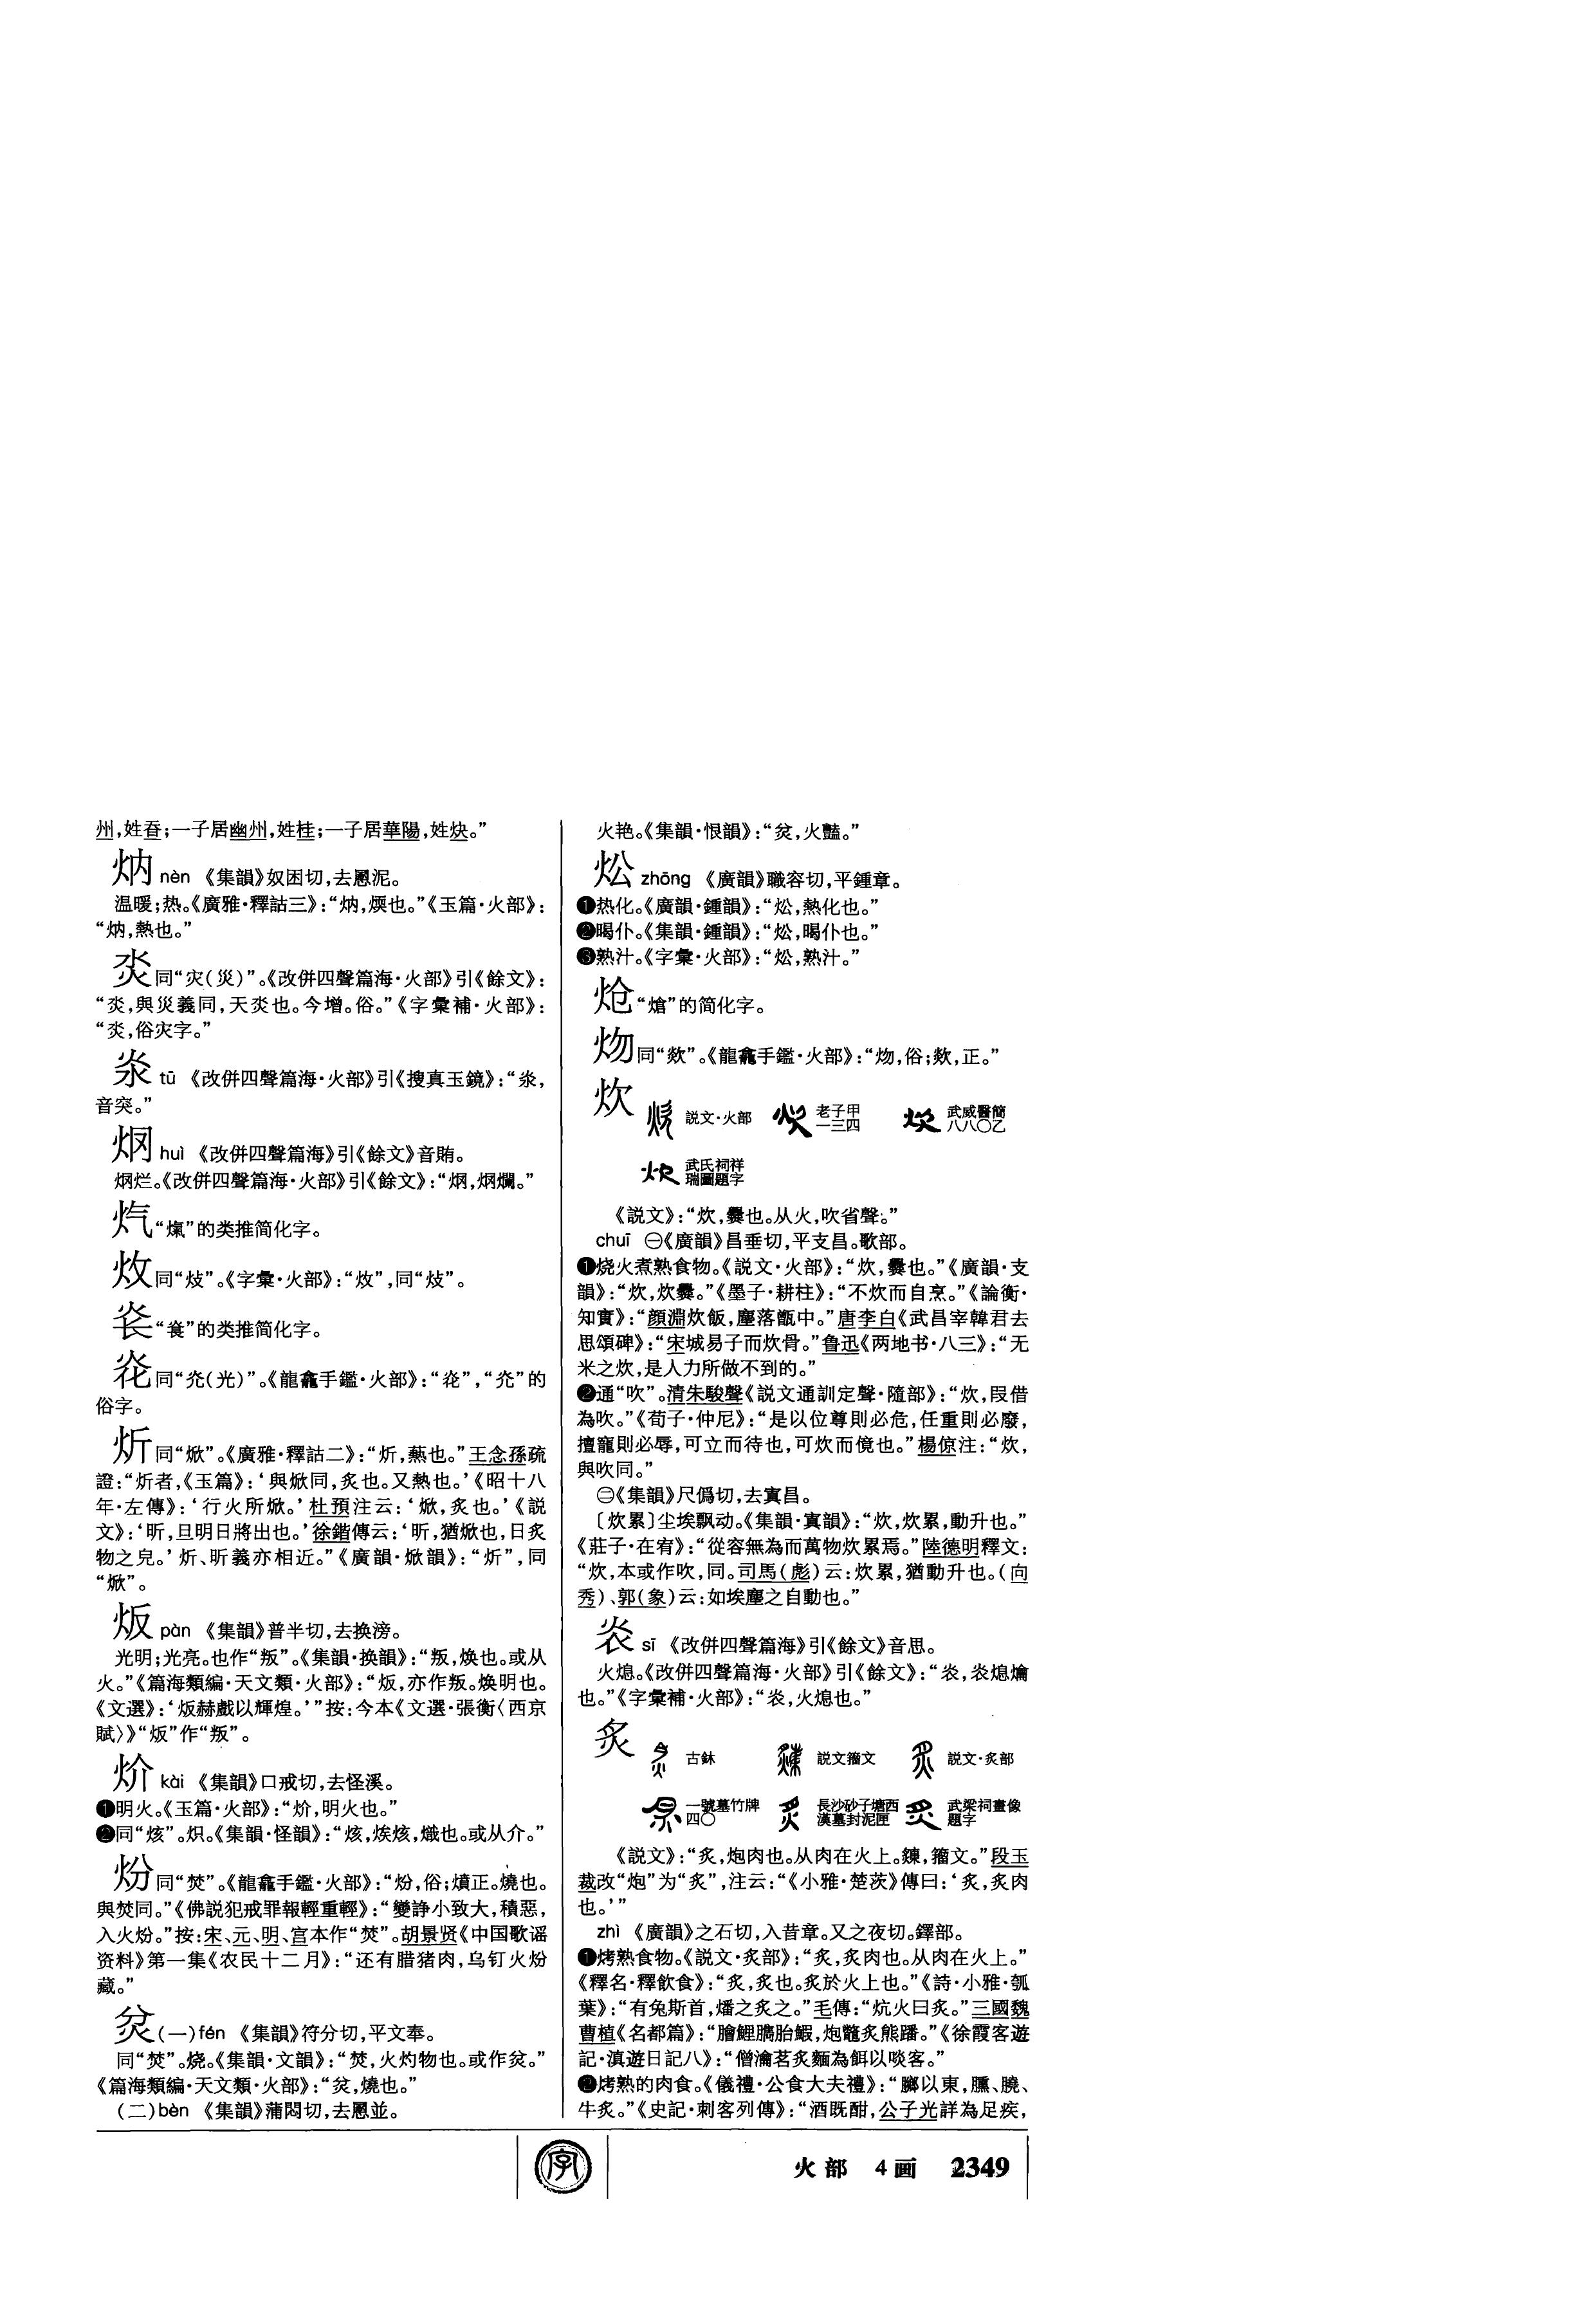 州,姓吞;一子居幽州,姓桂;一子居華陽,姓炔。”
炳 nèn 《集韻》奴困切,去慁泥。
温暖;热。《廣雅·釋詁三》:“炳,煗也。”《玉篇·火部》:
“炳,熱也。”
同“灾(災)”。《改併四聲篇海·火部》引《餘文》:
與災義同,天炎也。今增。俗。”《字彙補·火部》:
俗灾字。”
tū 《改併四聲篇海·火部》引《搜真玉鏡》:
音突。”
huì 《改併四聲篇海》引《餘文》音賄。
烂。《改併四聲篇海·火部》引《餘文》:
“的类推简化字。
炇同“炶”。《字彙·火部》:“炇”,同
“的类推简化字。
同“灮(光)”。《龍龕手鑑·火部》:“灮”的
俗字。
炘同“焮”。《廣雅·釋詁二》:“炘,爇也。”王念孫疏
證:“炘者,《玉篇》:‘與焮同,炙也。又熱也。’《昭十八
年·左傳》:‘行火所焮。’杜預注云:‘焮,炙也。’《説
文》:‘昕,旦明日將出也。’徐鍇傳云:‘昕,猶焮也,日炙
物之皃。’炘、昕義亦相近。”《廣韻·焮韻》:“炘”,同
“焮”。
炍 pàn 《集韻》普半切,去换滂。
光明;光亮。也作“叛”。《集韻·换韻》:“叛,焕也。或从
火。”《篇海類編·天文類·火部》:“炍,亦作叛。焕明也。
《文選》:‘炍赫戲以輝煌。’”按:今本《文選·張衡〈西京
賦〉》“炍”作“叛”。
炌 kài 《集韻》口戒切,去怪溪。
❶明火。《玉篇·火部》:“炌,明火也。”
❷同“烗”。炽。《集韻·怪韻》:“烗,㷇烗,熾也。或从介。”
炃同“焚”。《龍龕手鑑·火部》:“炃,俗;燌正。燒也。
與焚同。”《佛説犯戒罪報輕重輕》:“變諍小致大,積惡,
入火炃。”按:宋、元、明、宫本作“焚”。胡景贤《中国歌谣
资料》第一集《农民十二月》:“还有腊猪肉,乌钉火炃
藏。”
炃(一)fén 《集韻》符分切,平文奉。
同“焚”。烧。《集韻·文韻》:“焚,火灼物也。或作炃。”
《篇海類編·天文類·火部》:“炃,燒也。”
(二)bèn 《集韻》蒲悶切,去慁並。
火艳。《集韻·恨韻》:“炃,火豔。”
炂 zhōng 《廣韻》職容切,平鍾章。
❶热化。《廣韻·鍾韻》:“炂,熱化也。”
❷暍仆。《集韻·鍾韻》:“炂,暍仆也。”
❸熟汁。《字彙·火部》:“炂,熟汁。”
炝“熗”的简化字。
同“炊”。《龍龕手鑑·火部》:俗;正。”
炊 説文·火部 老子甲一三四 武威醫簡八八〇乙
武氏祠祥瑞圖題字
《説文》:“炊,爨也。从火,吹省聲。”
chuī ㊀《廣韻》昌垂切,平支昌。歌部。
❶烧火煮熟食物。《説文·火部》:“炊,爨也。”《廣韻·支
韻》:“炊,炊爨。”《墨子·耕柱》:“不炊而自烹。”《論衡·
知實》:“顔淵炊飯,塵落甑中。”唐李白《武昌宰韓君去
思頌碑》:“宋城易子而炊骨。”鲁迅《两地书·八三》:“无
米之炊,是人力所做不到的。”
❷通“吹”。清朱駿聲《説文通訓定聲·隨部》:“炊,叚借
為吹。”《荀子·仲尼》:“是以位尊則必危,任重則必廢,
擅寵則必辱,可立而待也,可炊而傹也。”楊倞注:“炊,
與吹同。”
㊁《集韻》尺僞切,去寘昌。
〔炊累〕尘埃飘动。《集韻·寘韻》:“炊,炊累,動升也。”
《莊子·在宥》:“從容無為而萬物炊累焉。”陸德明釋文:
“炊,本或作吹,同。司馬(彪)云:炊累,猶動升也。(向
秀)、郭(象)云:如埃塵之自動也。”
sī 《改併四聲篇海》引《餘文》音思。
火熄。《改併四聲篇海·火部》引《餘文》:
也。”《字彙補·火部》:火熄也。”
炙 古鉥 説文籀文 説文·炙部
一號墓竹牌四〇 長沙砂子塘西漢墓封泥匣 武梁祠畫像題字
《説文》:“炙,炮肉也。从肉在火上。𤎫,籀文。”段玉
裁改“炮”为“炙”,注云:“《小雅·楚茨》傳曰:‘炙,炙肉
也。’”
zhì 《廣韻》之石切,入昔章。又之夜切。鐸部。
❶烤熟食物。《説文·炙部》:“炙,炙肉也。从肉在火上。”
《釋名·釋飲食》:“炙,炙也。炙於火上也。”《詩·小雅·瓠
葉》:“有兔斯首,燔之炙之。”毛傳:“炕火曰炙。”三國魏
曹植《名都篇》:“膾鯉臇胎鰕,炮鼈炙熊蹯。”《徐霞客遊
記·滇遊日記八》:“僧瀹茗炙麵為餌以啖客。”
❷烤熟的肉食。《儀禮·公食大夫禮》:“膷以東,臐、膮、
牛炙。”《史記·刺客列傳》:“酒既酣,公子光詳為足疾,
字
火部 4画 2349